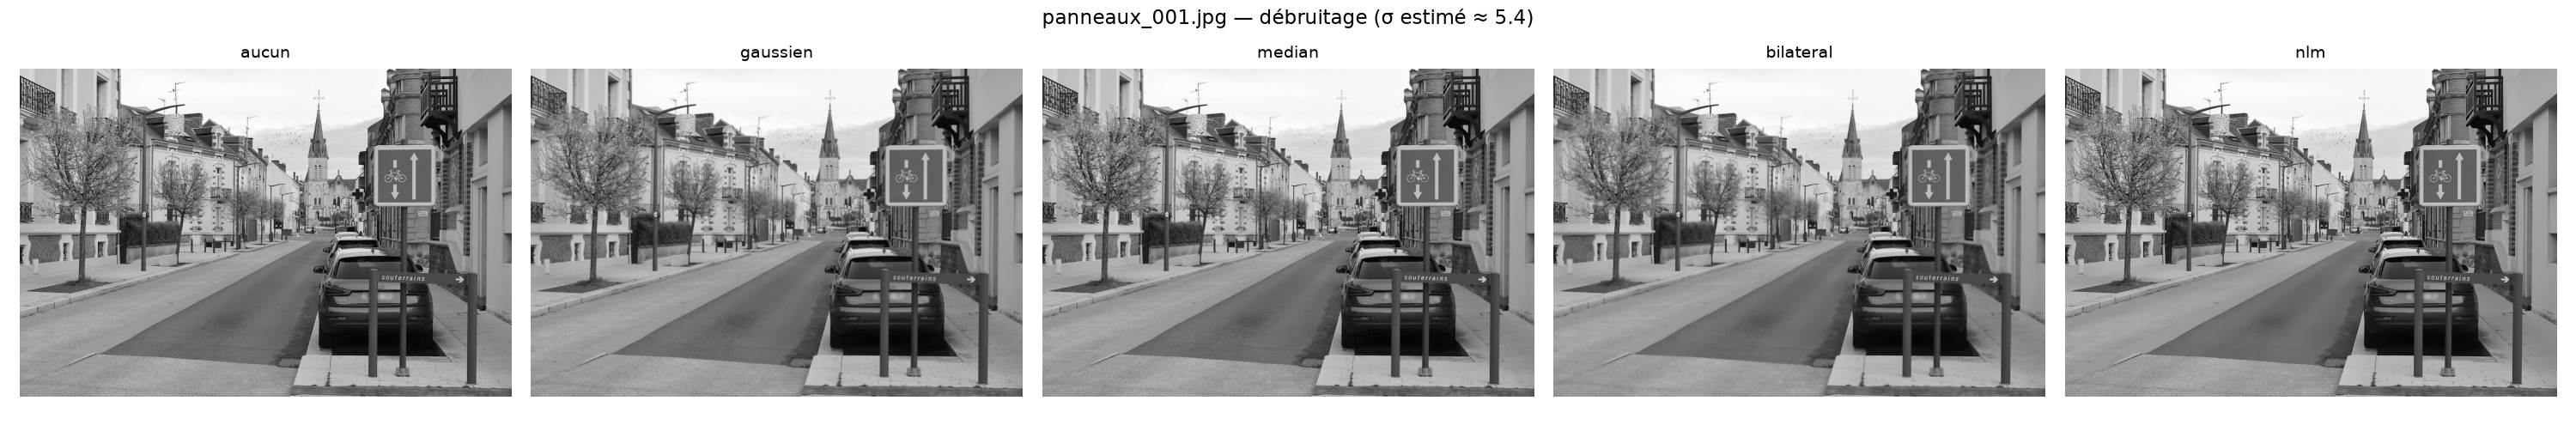 panneaux_001.jpg — débruitage (σ estimé ≈ 5.4)
aucun
gaussien
median
bilateral
nlm
souterrains
souterrains
souterrains
souterrains
souterrains